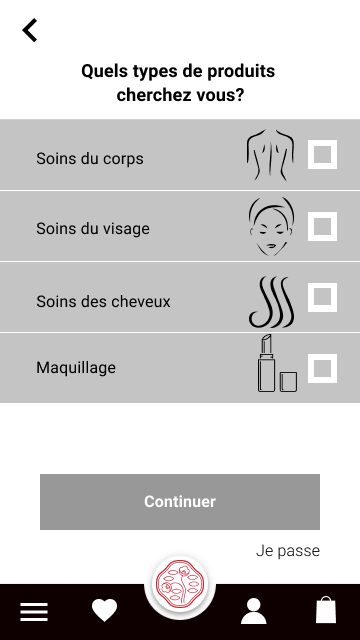 Quels types de produits
cherchez vous?
Soins du corps
Soins du visage
Soins des cheveux
Maquillage
Continuer
Je passe